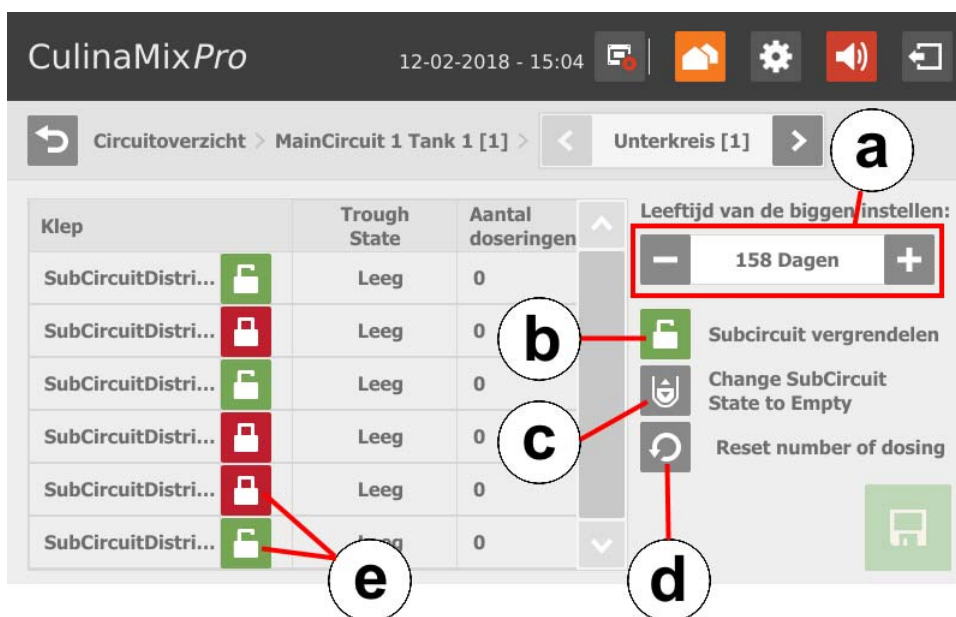 CulinaMixPro 12-02-2018 - 15:04
Circuitoverzicht > MainCircuit 1 Tank 1 [1] > < Unterkreis [1] >
a
Klep Trough State Aantal doseringen
Leeftijd van de biggen instellen:
− 158 Dagen +
SubCircuitDistri... Leeg 0
SubCircuitDistri... Leeg 0
SubCircuitDistri... Leeg 0
SubCircuitDistri... Leeg 0
SubCircuitDistri... Leeg 0
SubCircuitDistri... Leeg 0
b
Subcircuit vergrendelen
c
Change SubCircuit
State to Empty
Reset number of dosing
e
d